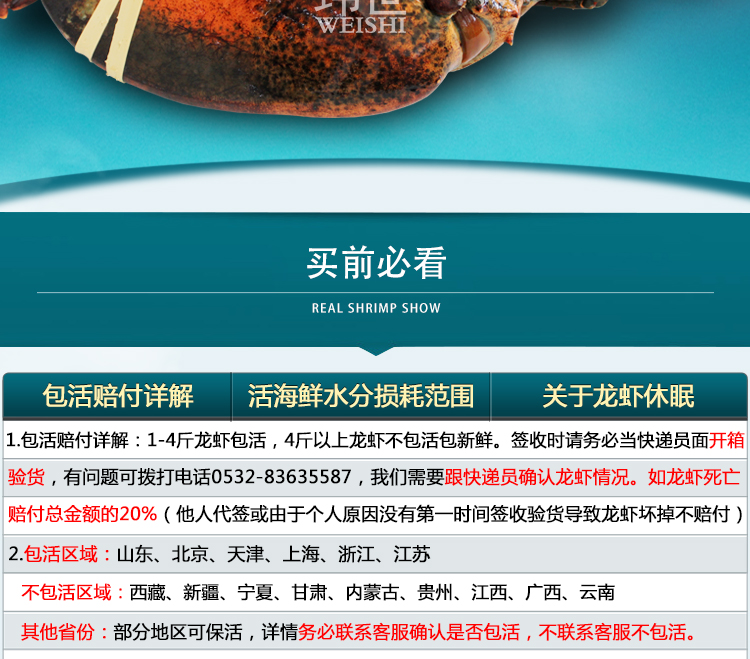 WEISHI
买前必看
REAL SHRIMP SHOW
包活赔付详解 活海鲜水分损耗范围 关于龙虾休眠
1.包活赔付详解：1-4斤龙虾包活，4斤以上龙虾不包活包新鲜。签收时请务必当快递员面开箱
验货，有问题可拨打电话0532-83635587，我们需要跟快递员确认龙虾情况。如龙虾死亡
赔付总金额的20%（他人代签或由于个人原因没有第一时间签收验货导致龙虾坏掉不赔付）
2.包活区域：山东、北京、天津、上海、浙江、江苏
不包活区域：西藏、新疆、宁夏、甘肃、内蒙古、贵州、江西、广西、云南
其他省份：部分地区可保活，详情务必联系客服确认是否包活，不联系客服不包活。